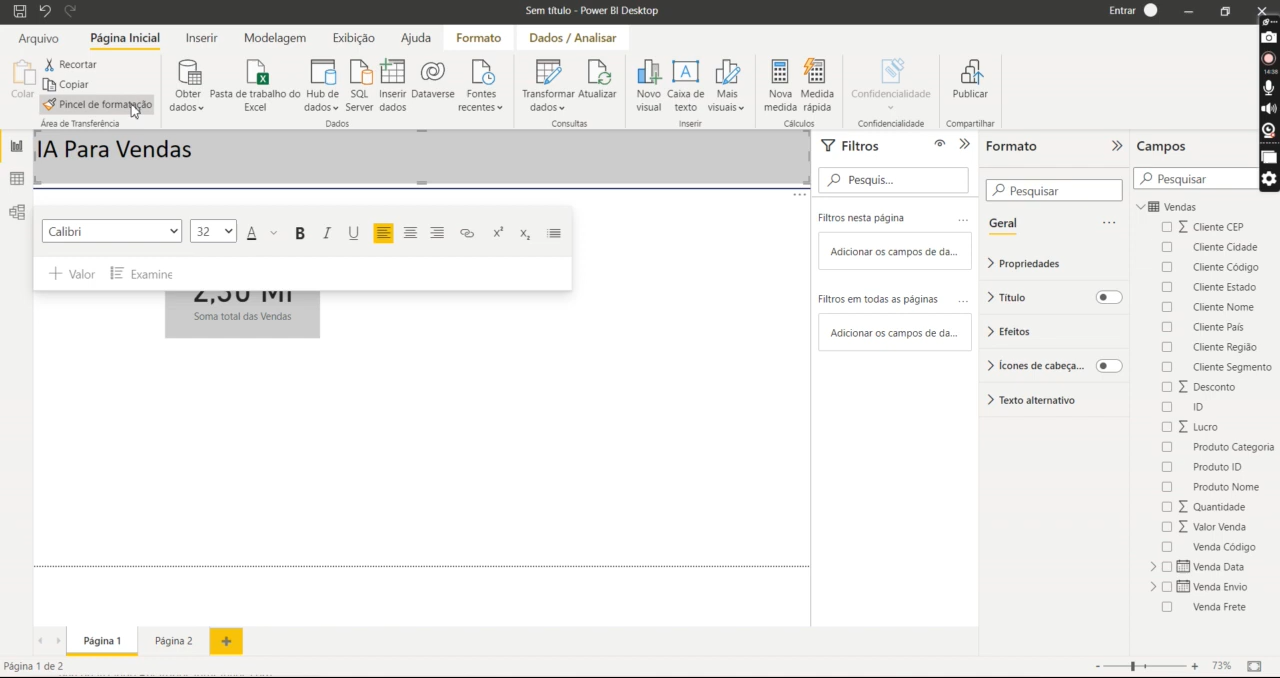 Sem título - Power BI Desktop
Entrar
Arquivo
Página Inicial
Inserir
Modelagem
Exibição
Ajuda
Formato
Dados / Analisar
Colar
Recortar
Copiar
Pincel de formatação
Área de Transferência
Obter dados
Pasta de trabalho do Excel
Hub de dados
SQL Server
Inserir dados
Dataverse
Fontes recentes
Dados
Transformar dados
Atualizar
Consultas
Novo visual
Caixa de texto
Mais visuais
Inserir
Nova medida
Medida rápida
Cálculos
Confidencialidade
Confidencialidade
Publicar
Compartilhar
14:38
IA Para Vendas
Calibri
32
Valor
Examine
2,30 Mi
Soma total das Vendas
Filtros
Pesquis...
Filtros nesta página
Adicionar os campos de da...
Filtros em todas as páginas
Adicionar os campos de da...
Formato
Pesquisar
Geral
Propriedades
Título
Efeitos
Ícones de cabeça...
Texto alternativo
Campos
Pesquisar
Vendas
Cliente CEP
Cliente Cidade
Cliente Código
Cliente Estado
Cliente Nome
Cliente País
Cliente Região
Cliente Segmento
Desconto
ID
Lucro
Produto Categoria
Produto ID
Produto Nome
Quantidade
Valor Venda
Venda Código
Venda Data
Venda Envio
Venda Frete
Página 1
Página 2
Página 1 de 2
73%